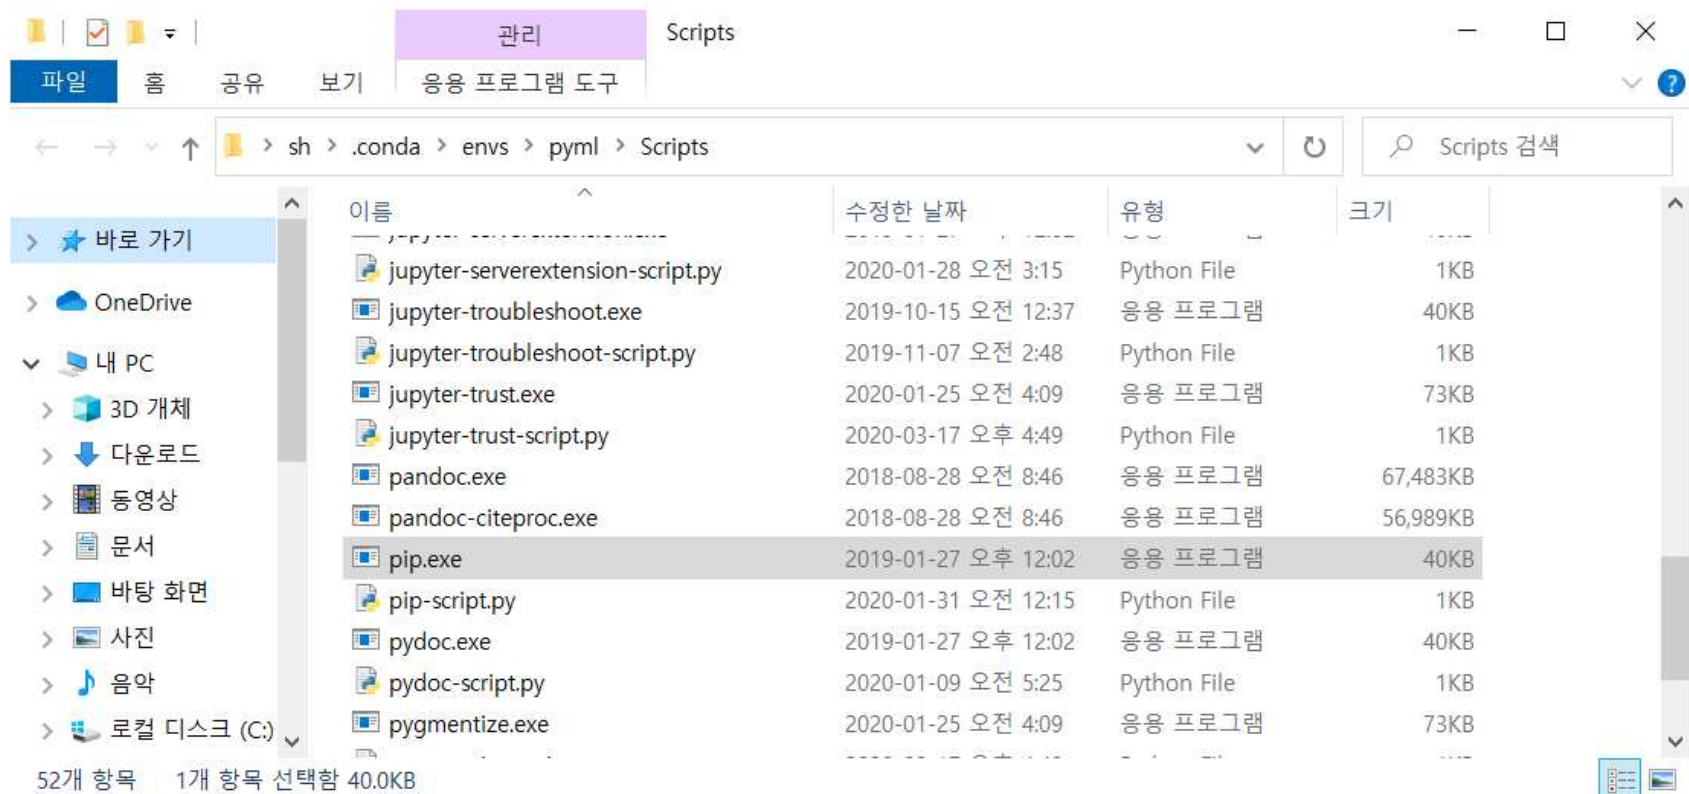 관리 Scripts
파일 홈 공유 보기 응용 프로그램 도구
sh > .conda > envs > pyml > Scripts Scripts 검색
이름 수정한 날짜 유형 크기
바로 가기
OneDrive
내 PC
3D 개체
다운로드
동영상
문서
바탕 화면
사진
음악
로컬 디스크 (C:)
jupyter-serverextension-script.py 2020-01-28 오전 3:15 Python File 1KB
jupyter-troubleshoot.exe 2019-10-15 오전 12:37 응용 프로그램 40KB
jupyter-troubleshoot-script.py 2019-11-07 오전 2:48 Python File 1KB
jupyter-trust.exe 2020-01-25 오전 4:09 응용 프로그램 73KB
jupyter-trust-script.py 2020-03-17 오후 4:49 Python File 1KB
pandoc.exe 2018-08-28 오전 8:46 응용 프로그램 67,483KB
pandoc-citeproc.exe 2018-08-28 오전 8:46 응용 프로그램 56,989KB
pip.exe 2019-01-27 오후 12:02 응용 프로그램 40KB
pip-script.py 2020-01-31 오전 12:15 Python File 1KB
pydoc.exe 2019-01-27 오후 12:02 응용 프로그램 40KB
pydoc-script.py 2020-01-09 오전 5:25 Python File 1KB
pygmentize.exe 2020-01-25 오전 4:09 응용 프로그램 73KB
52개 항목 1개 항목 선택함 40.0KB